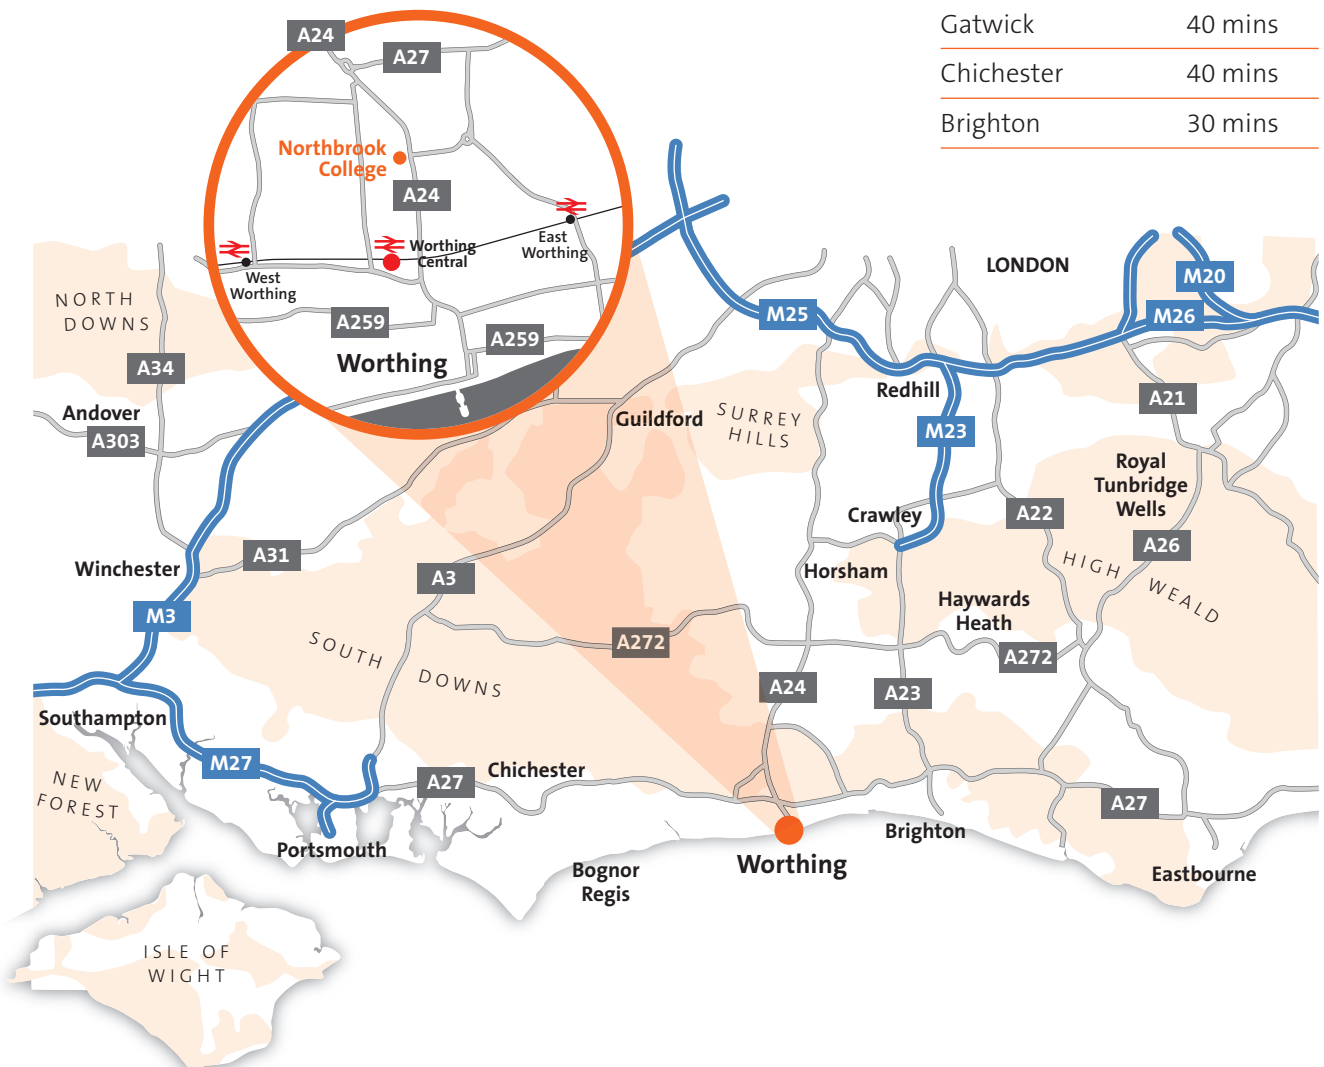 Gatwick 40 mins
Chichester 40 mins
Brighton 30 mins
A24
A27
Northbrook
College
A24
Worthing
Central
East
Worthing
West
Worthing
A259
A259
Worthing
LONDON
M20
M26
M25
NORTH
DOWNS
A34
Andover
A303
Guildford
SURREY
HILLS
Redhill
M23
A21
Royal
Tunbridge
Wells
A26
Crawley
A22
Winchester
A31
A3
Horsham
HIGH WEALD
M3
Haywards
Heath
A272
A272
SOUTH DOWNS
A24
A23
Southampton
M27
Chichester
A27
A27
NEW
FOREST
Portsmouth
Brighton
Worthing
Bognor
Regis
Eastbourne
ISLE OF
WIGHT